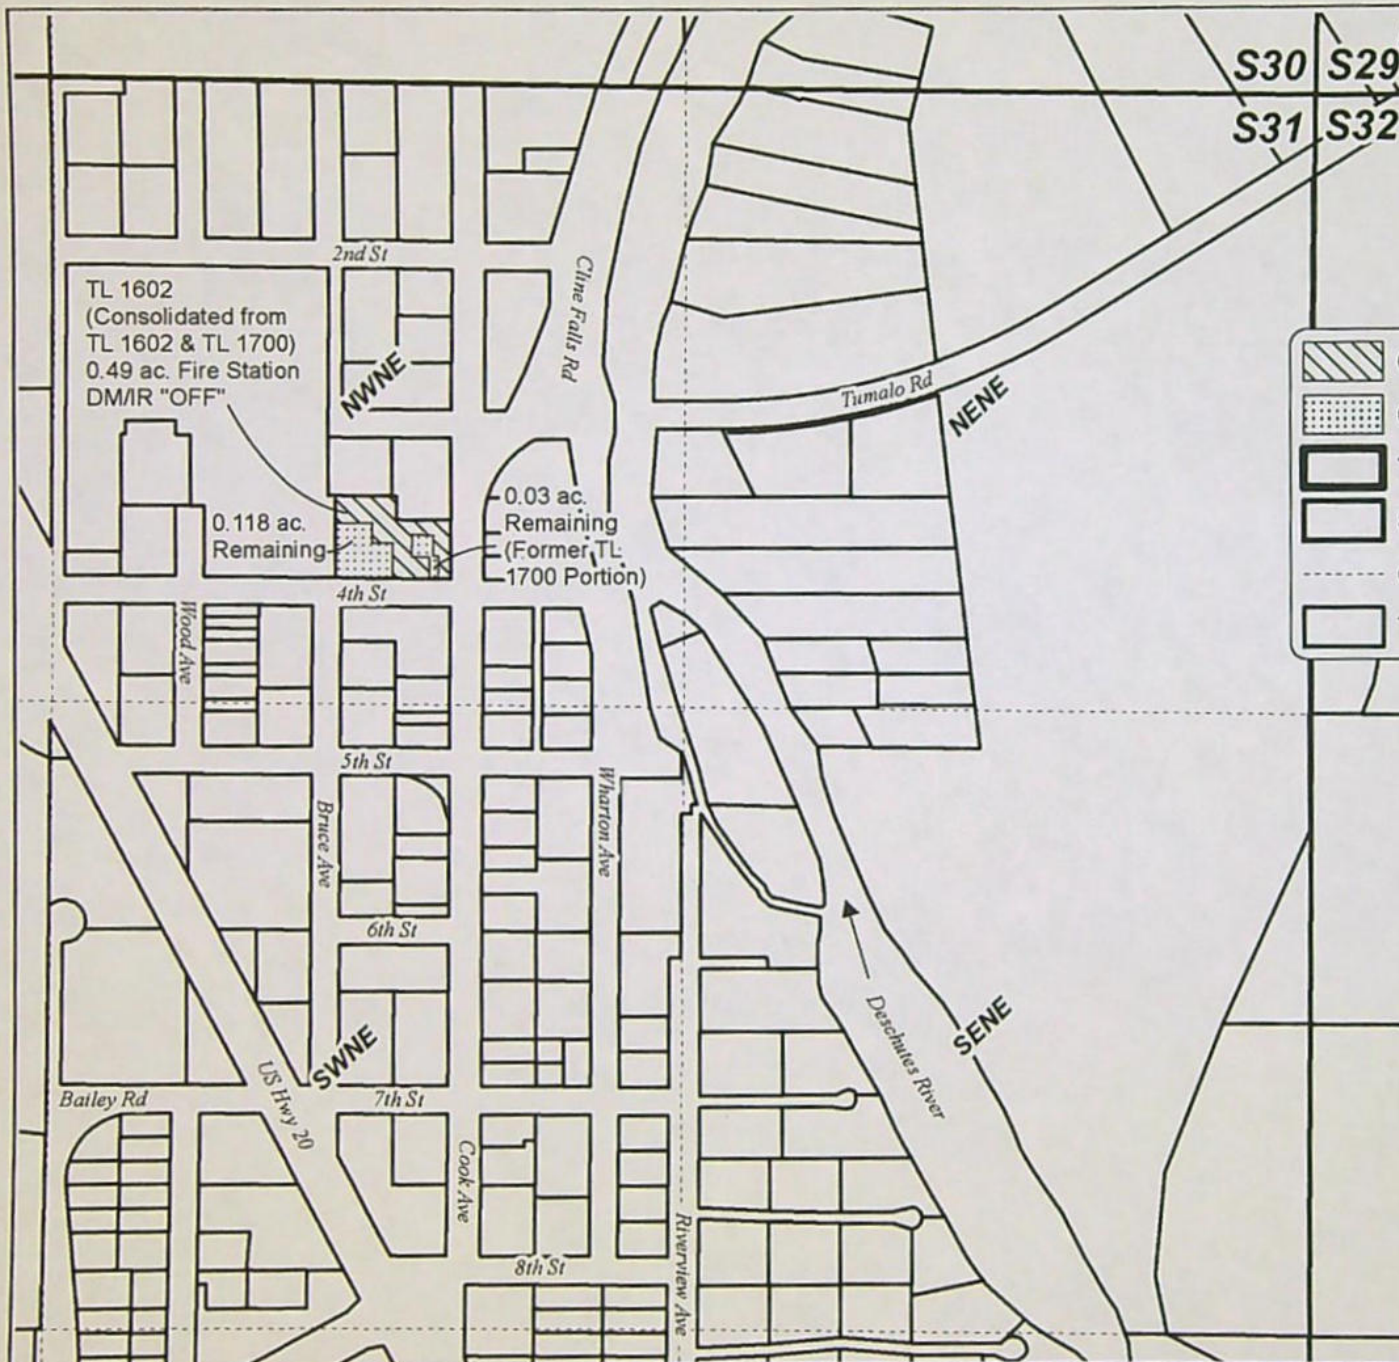 S30 S29
S31 S32
2nd St
TL 1602
(Consolidated from
TL 1602 & TL 1700)
0.49 ac. Fire Station
DM/IR "OFF"
Cline Falls Rd
NWNE
Tumalo Rd
NENE
0.118 ac.
Remaining
0.03 ac.
Remaining
(Former TL
1700 Portion)
4th St
Wood Ave
5th St
Bruce Ave
Wharton Ave
6th St
Deschutes River
SENE
SWNE
US Hwy 20
Bailey Rd
7th St
Cook Ave
Riverview Ave
8th St